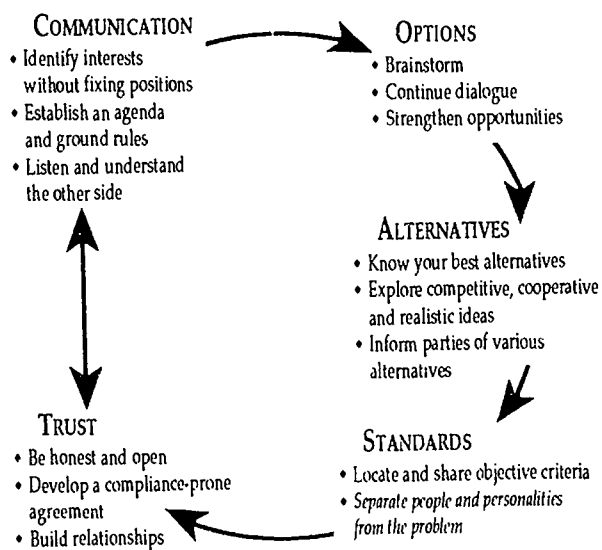 COMMUNICATION
• Identify interests
without fixing positions
• Establish an agenda
and ground rules
• Listen and understand
the other side
OPTIONS
• Brainstorm
• Continue dialogue
• Strengthen opportunities
ALTERNATIVES
• Know your best alternatives
• Explore competitive, cooperative
and realistic ideas
• Inform parties of various
alternatives
STANDARDS
• Locate and share objective criteria
• Separate people and personalities
from the problem
TRUST
• Be honest and open
• Develop a compliance-prone
agreement
• Build relationships